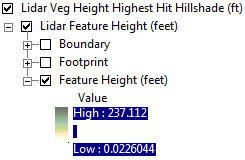 Lidar Veg Height Highest Hit Hillshade (ft)
Lidar Feature Height (feet)
Boundary
Footprint
Feature Height (feet)
Value
High : 237.112
Low : 0.0226044